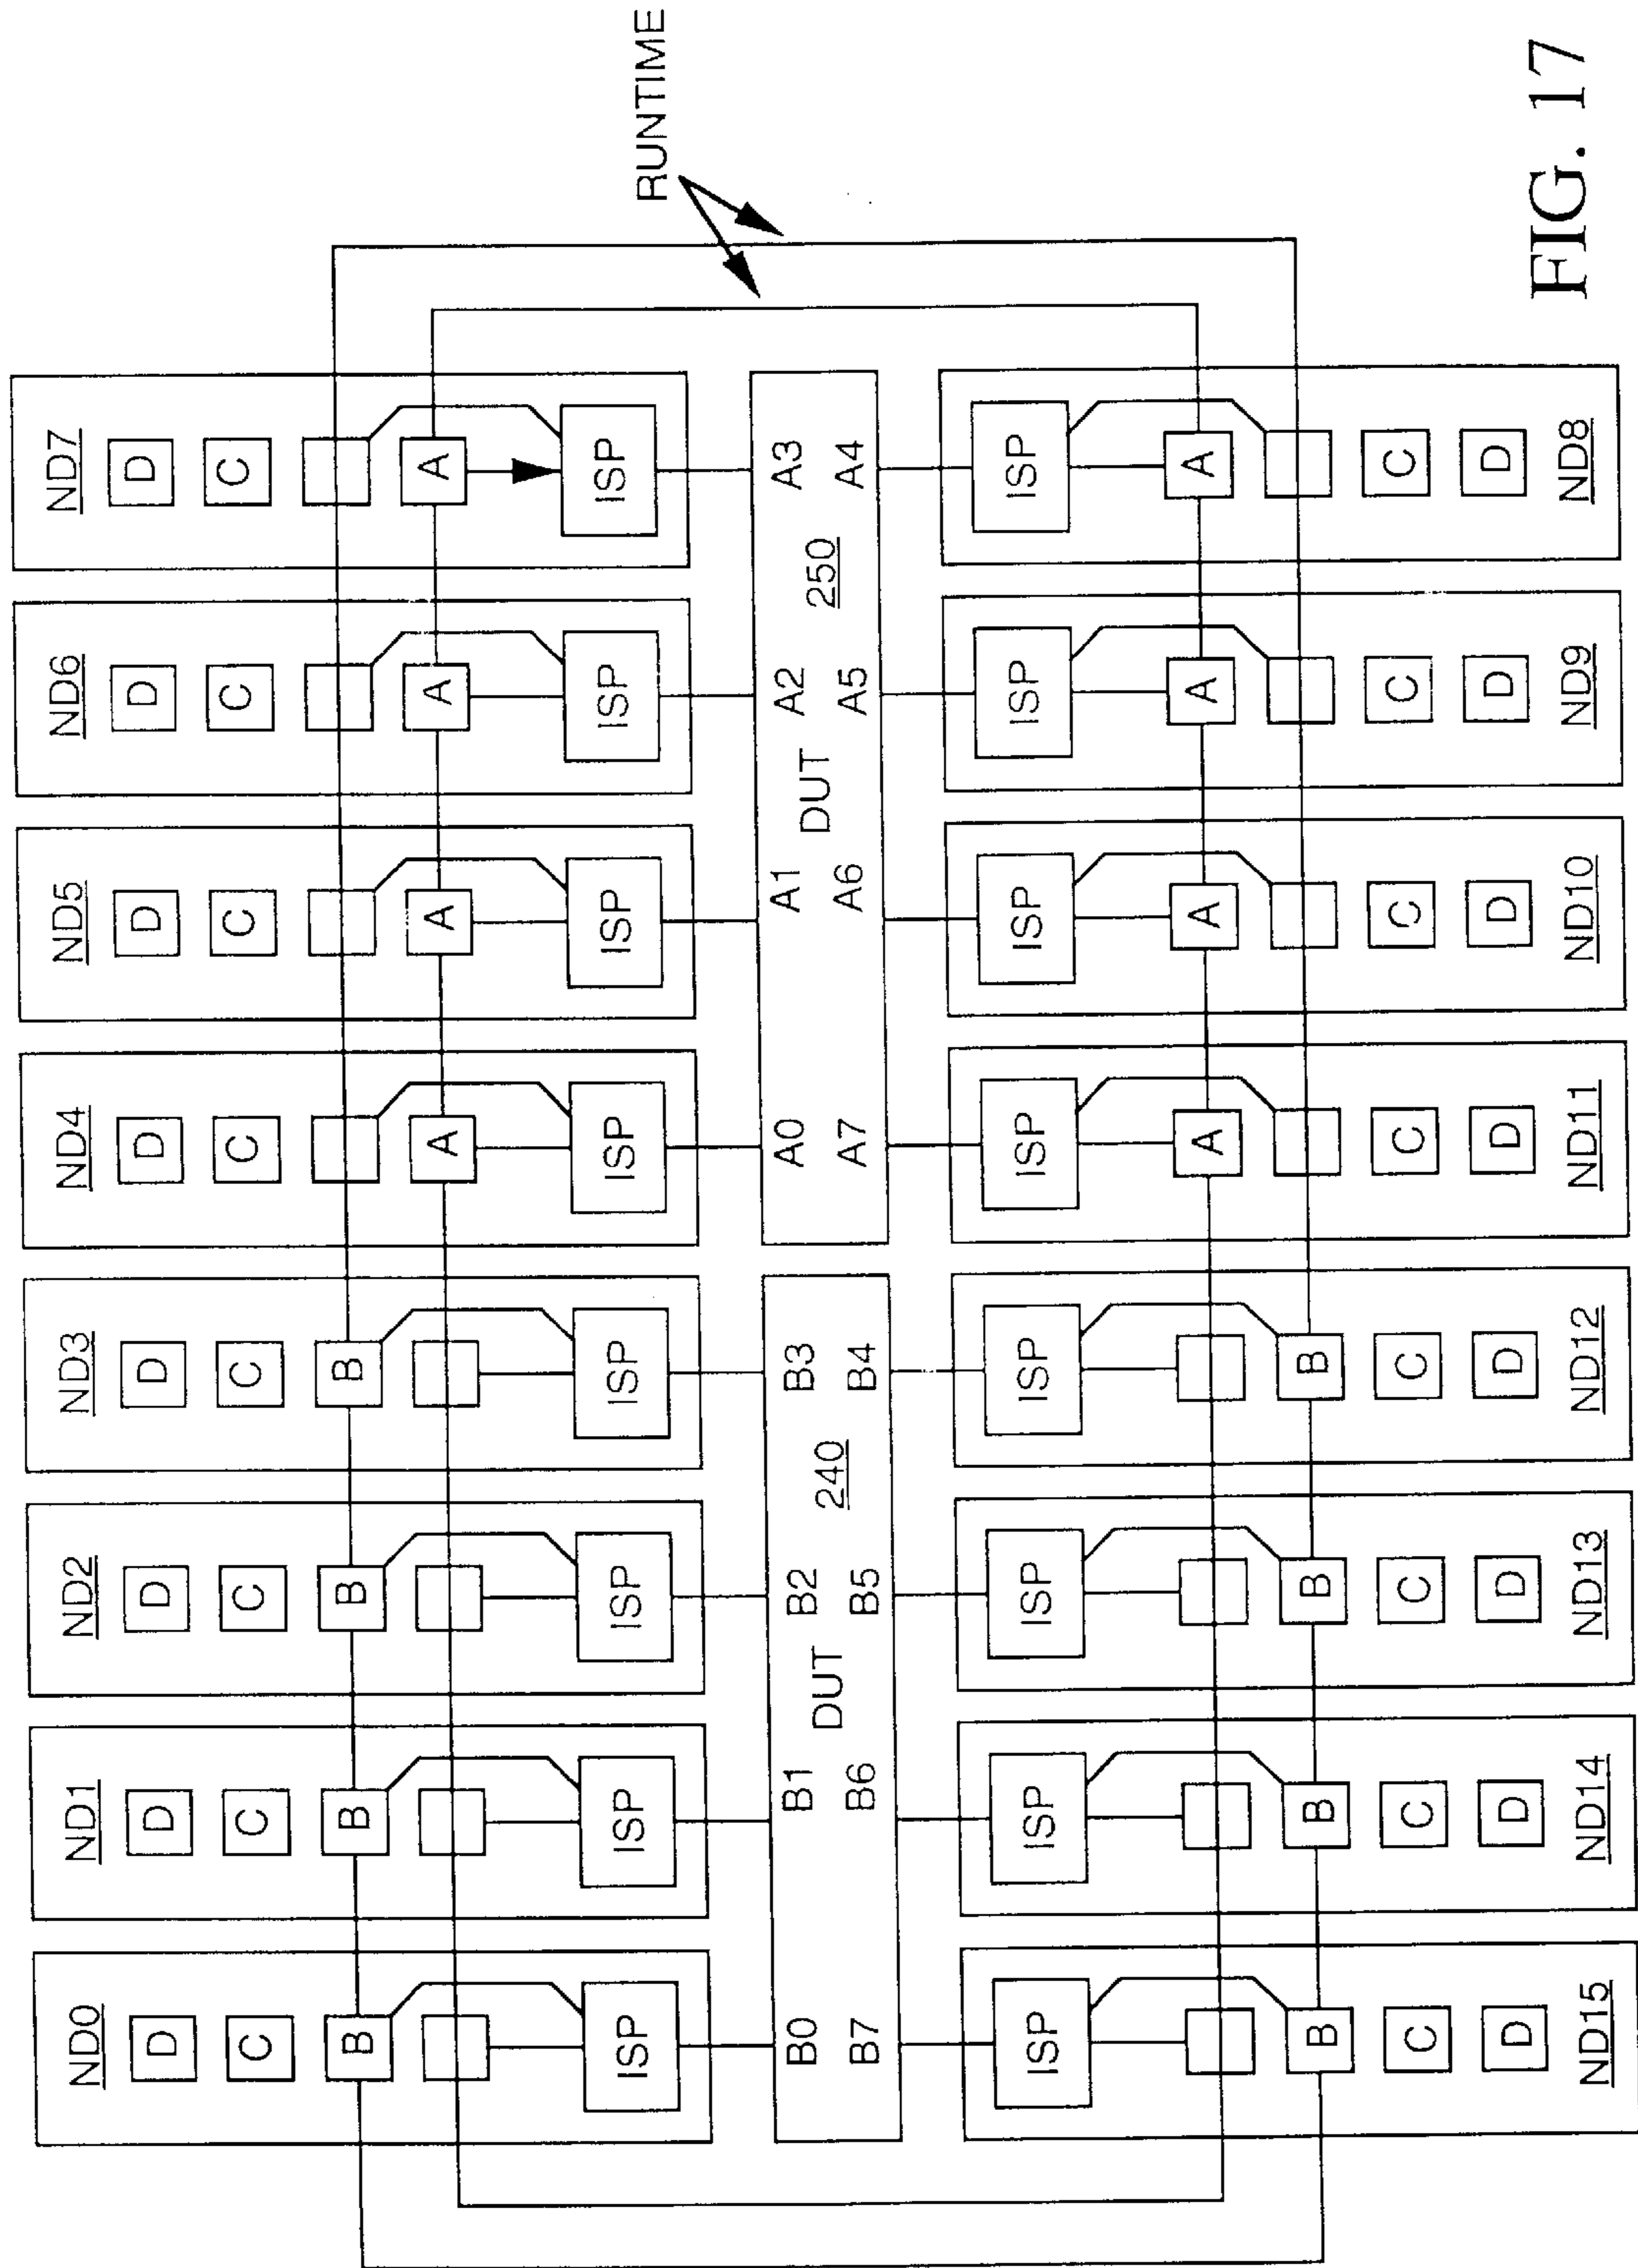 ND0 ND1 ND2 ND3 ND4 ND5 ND6 ND7
D D D D D D D D
C C C C C C C C
B B B B
A A A A
ISP ISP ISP ISP ISP ISP ISP ISP
RUNTIME
B0 B1 B2 B3 A0 A1 A2 A3
DUT 240 DUT 250
B7 B6 B5 B4 A7 A6 A5 A4
ISP ISP ISP ISP ISP ISP ISP ISP
A A A A
B B B B
C C C C C C C C
D D D D D D D D
ND15 ND14 ND13 ND12 ND11 ND10 ND9 ND8
FIG. 17